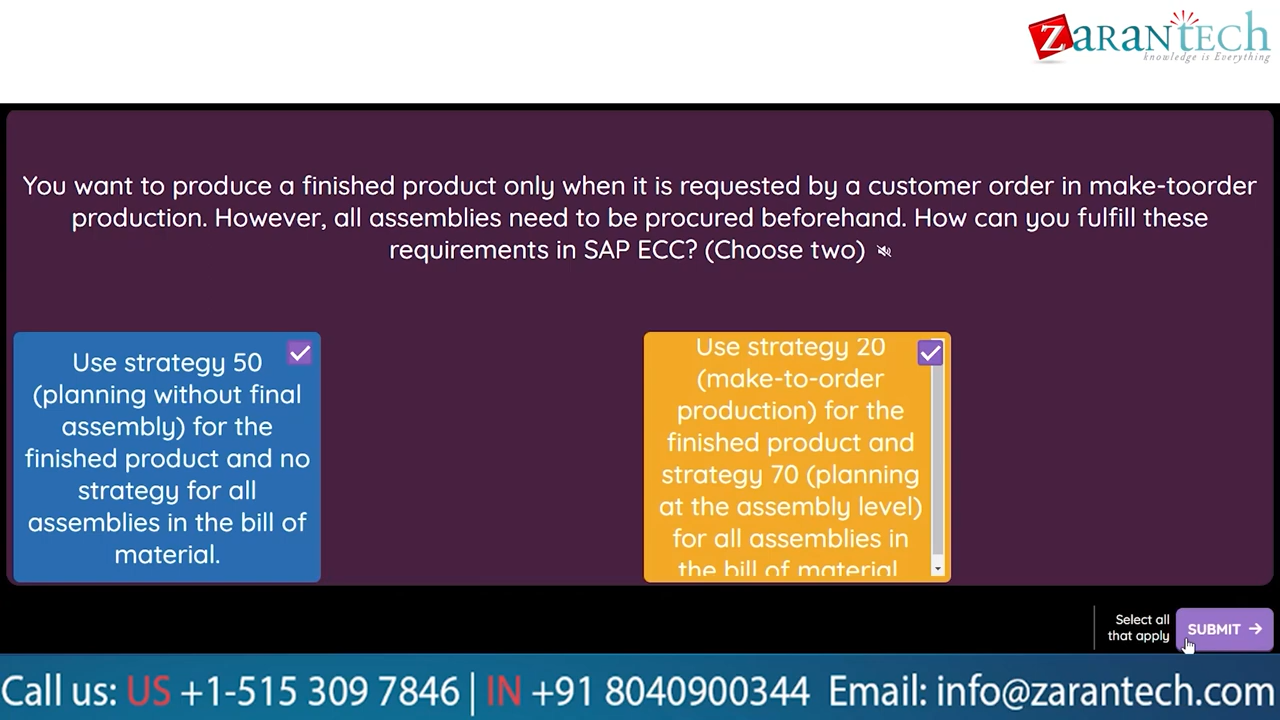 ZARANTECH
knowledge is Everything
You want to produce a finished product only when it is requested by a customer order in make-toorder
production. However, all assemblies need to be procured beforehand. How can you fulfill these
requirements in SAP ECC? (Choose two)
Use strategy 50
(planning without final
assembly) for the
finished product and no
strategy for all
assemblies in the bill of
material.
Use strategy 20
(make-to-order
production) for the
finished product and
strategy 70 (planning
at the assembly level)
for all assemblies in
the bill of material
Select all
that apply
SUBMIT →
Call us: US +1-515 309 7846 | IN +91 8040900344 Email: info@zarantech.com